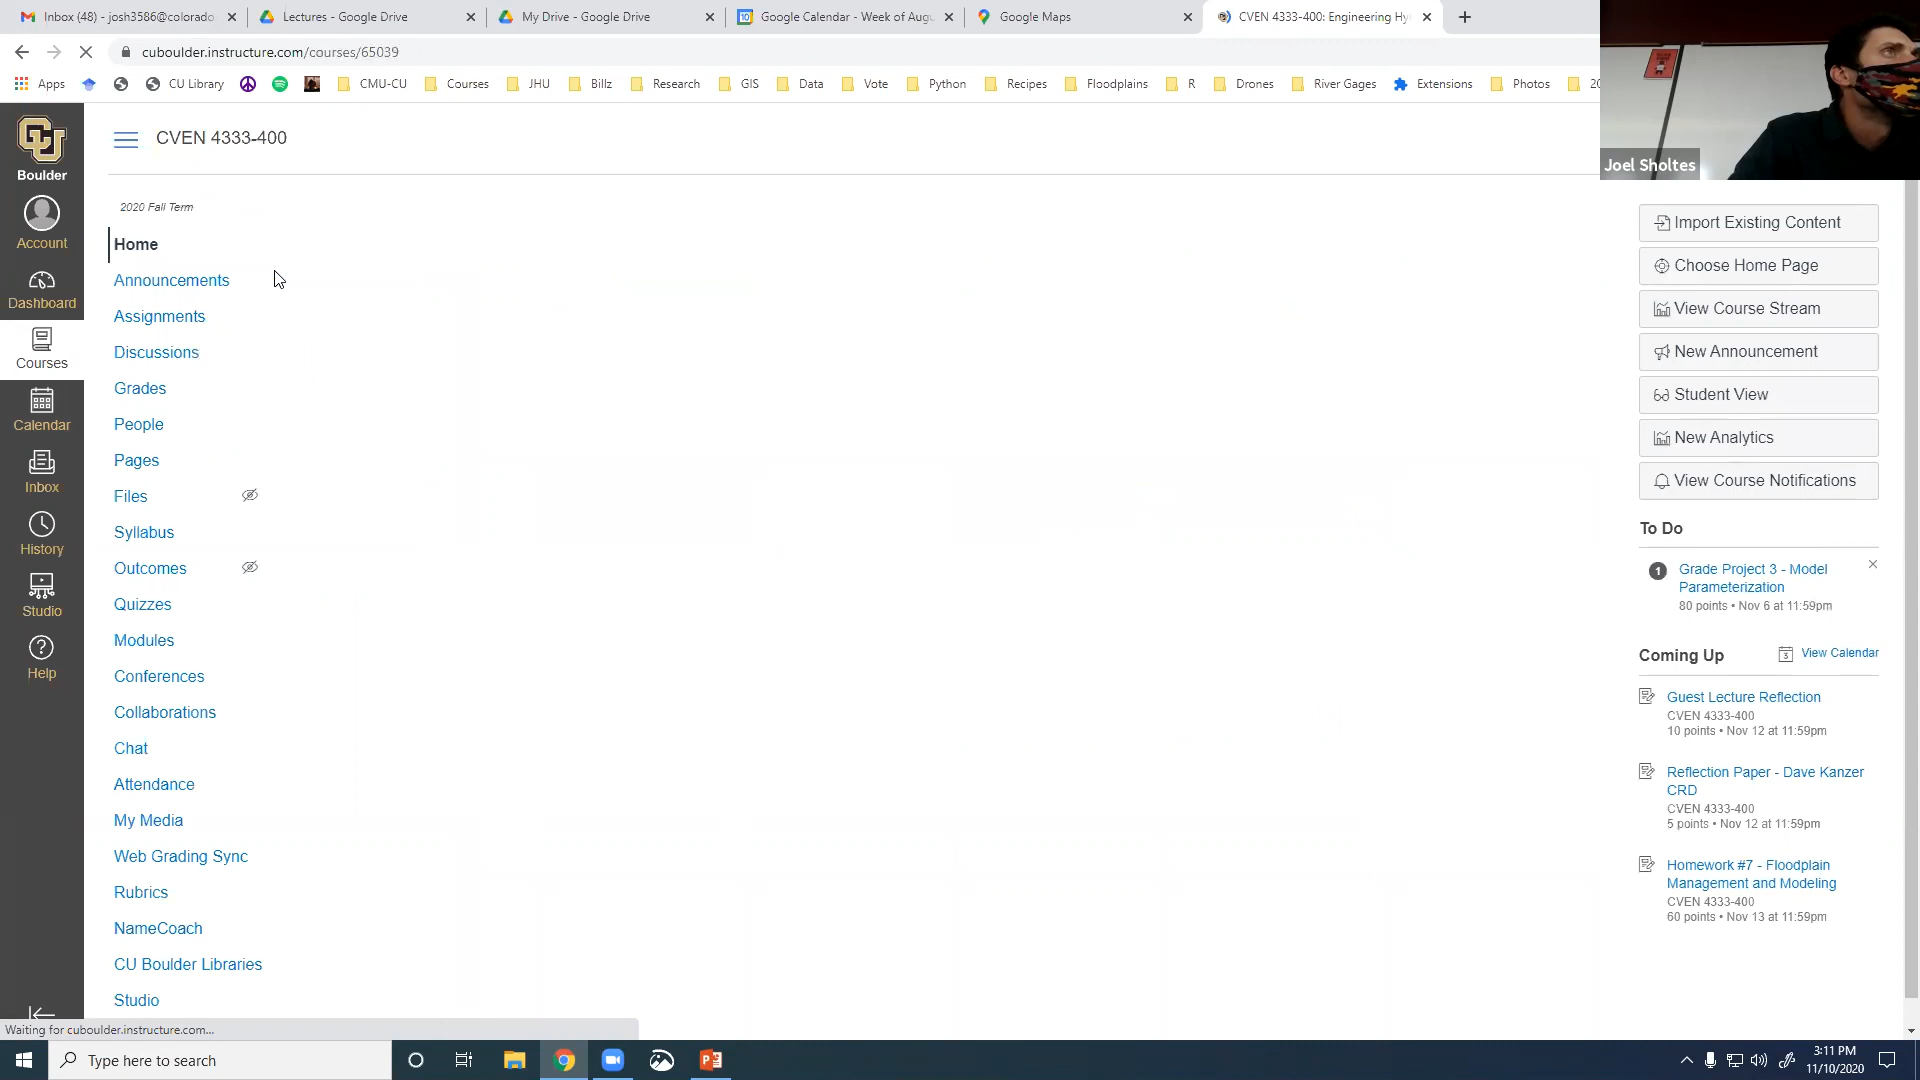 Inbox (48) - josh3586@colorado
Lectures - Google Drive
My Drive - Google Drive
Google Calendar - Week of Augu
Google Maps
CVEN 4333-400: Engineering Hy
cuboulder.instructure.com/courses/65039
Apps
CU Library
CMU-CU
Courses
JHU
Billz
Research
GIS
Data
Vote
Python
Recipes
Floodplains
R
Drones
River Gages
Extensions
Photos
20
Joel Sholtes
CU
Boulder
Account
Dashboard
Courses
Calendar
Inbox
History
Studio
Help
CVEN 4333-400
2020 Fall Term
Home
Announcements
Assignments
Discussions
Grades
People
Pages
Files
Syllabus
Outcomes
Quizzes
Modules
Conferences
Collaborations
Chat
Attendance
My Media
Web Grading Sync
Rubrics
NameCoach
CU Boulder Libraries
Studio
Import Existing Content
Choose Home Page
View Course Stream
New Announcement
Student View
New Analytics
View Course Notifications
To Do
1
Grade Project 3 - Model
Parameterization
80 points • Nov 6 at 11:59pm
Coming Up
View Calendar
Guest Lecture Reflection
CVEN 4333-400
10 points • Nov 12 at 11:59pm
Reflection Paper - Dave Kanzer
CRD
CVEN 4333-400
5 points • Nov 12 at 11:59pm
Homework #7 - Floodplain
Management and Modeling
CVEN 4333-400
60 points • Nov 13 at 11:59pm
Waiting for cuboulder.instructure.com...
Type here to search
3:11 PM
11/10/2020